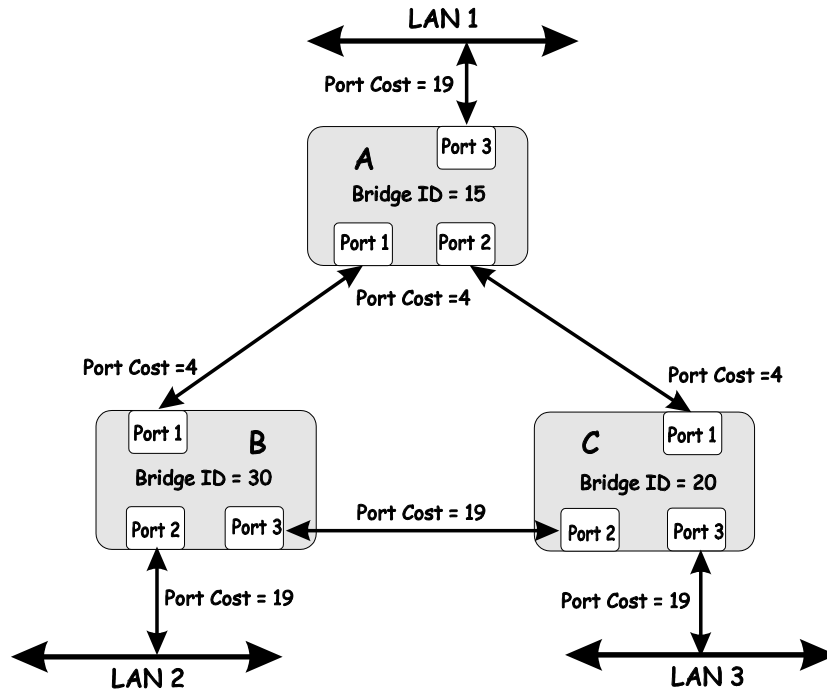 LAN 1
Port Cost = 19
Port 3
A
Bridge ID = 15
Port 1
Port 2
Port Cost =4
Port Cost =4
Port Cost =4
Port 1
B
Bridge ID = 30
Port 2
Port 3
Port Cost = 19
C
Port 1
Bridge ID = 20
Port 2
Port 3
Port Cost = 19
Port Cost = 19
LAN 2
LAN 3